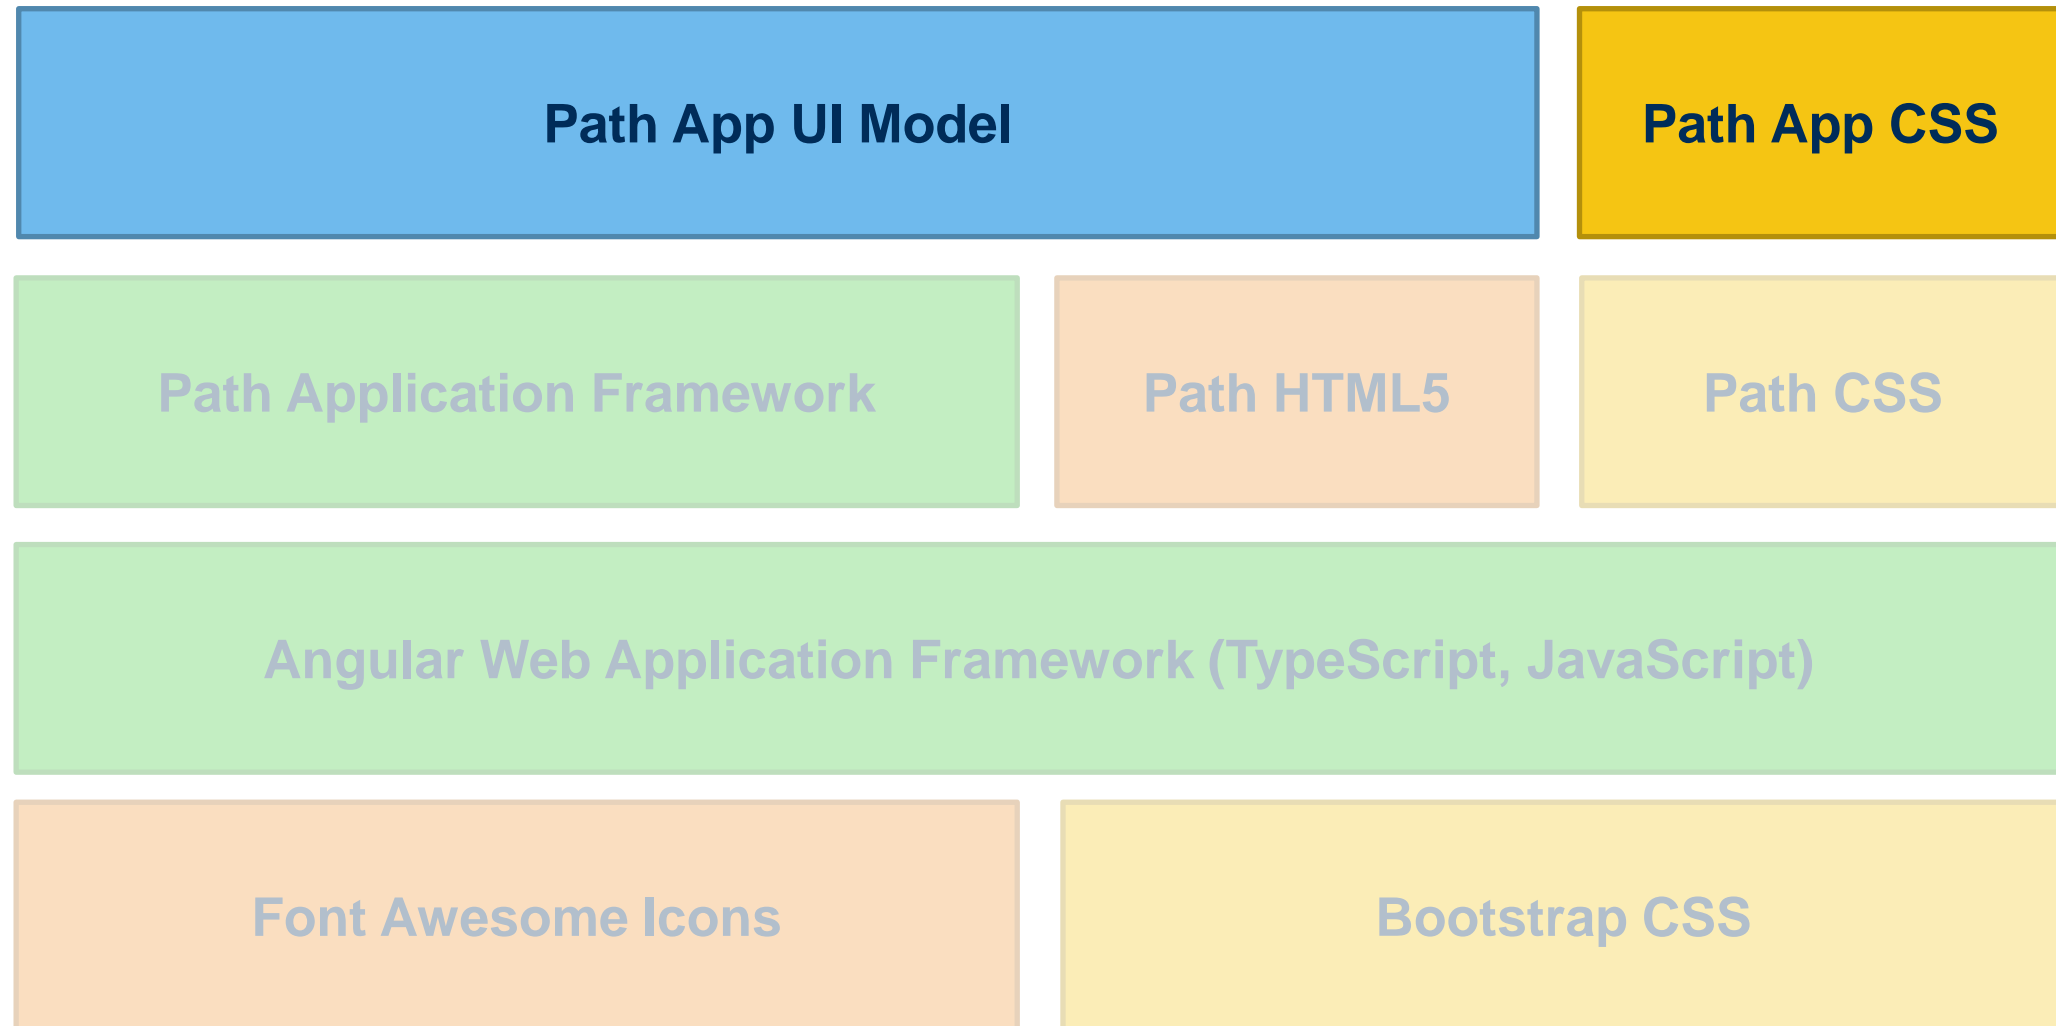 Path App UI Model
Path App CSS
Path Application Framework
Path HTML5
Path CSS
Angular Web Application Framework (TypeScript, JavaScript)
Font Awesome Icons
Bootstrap CSS